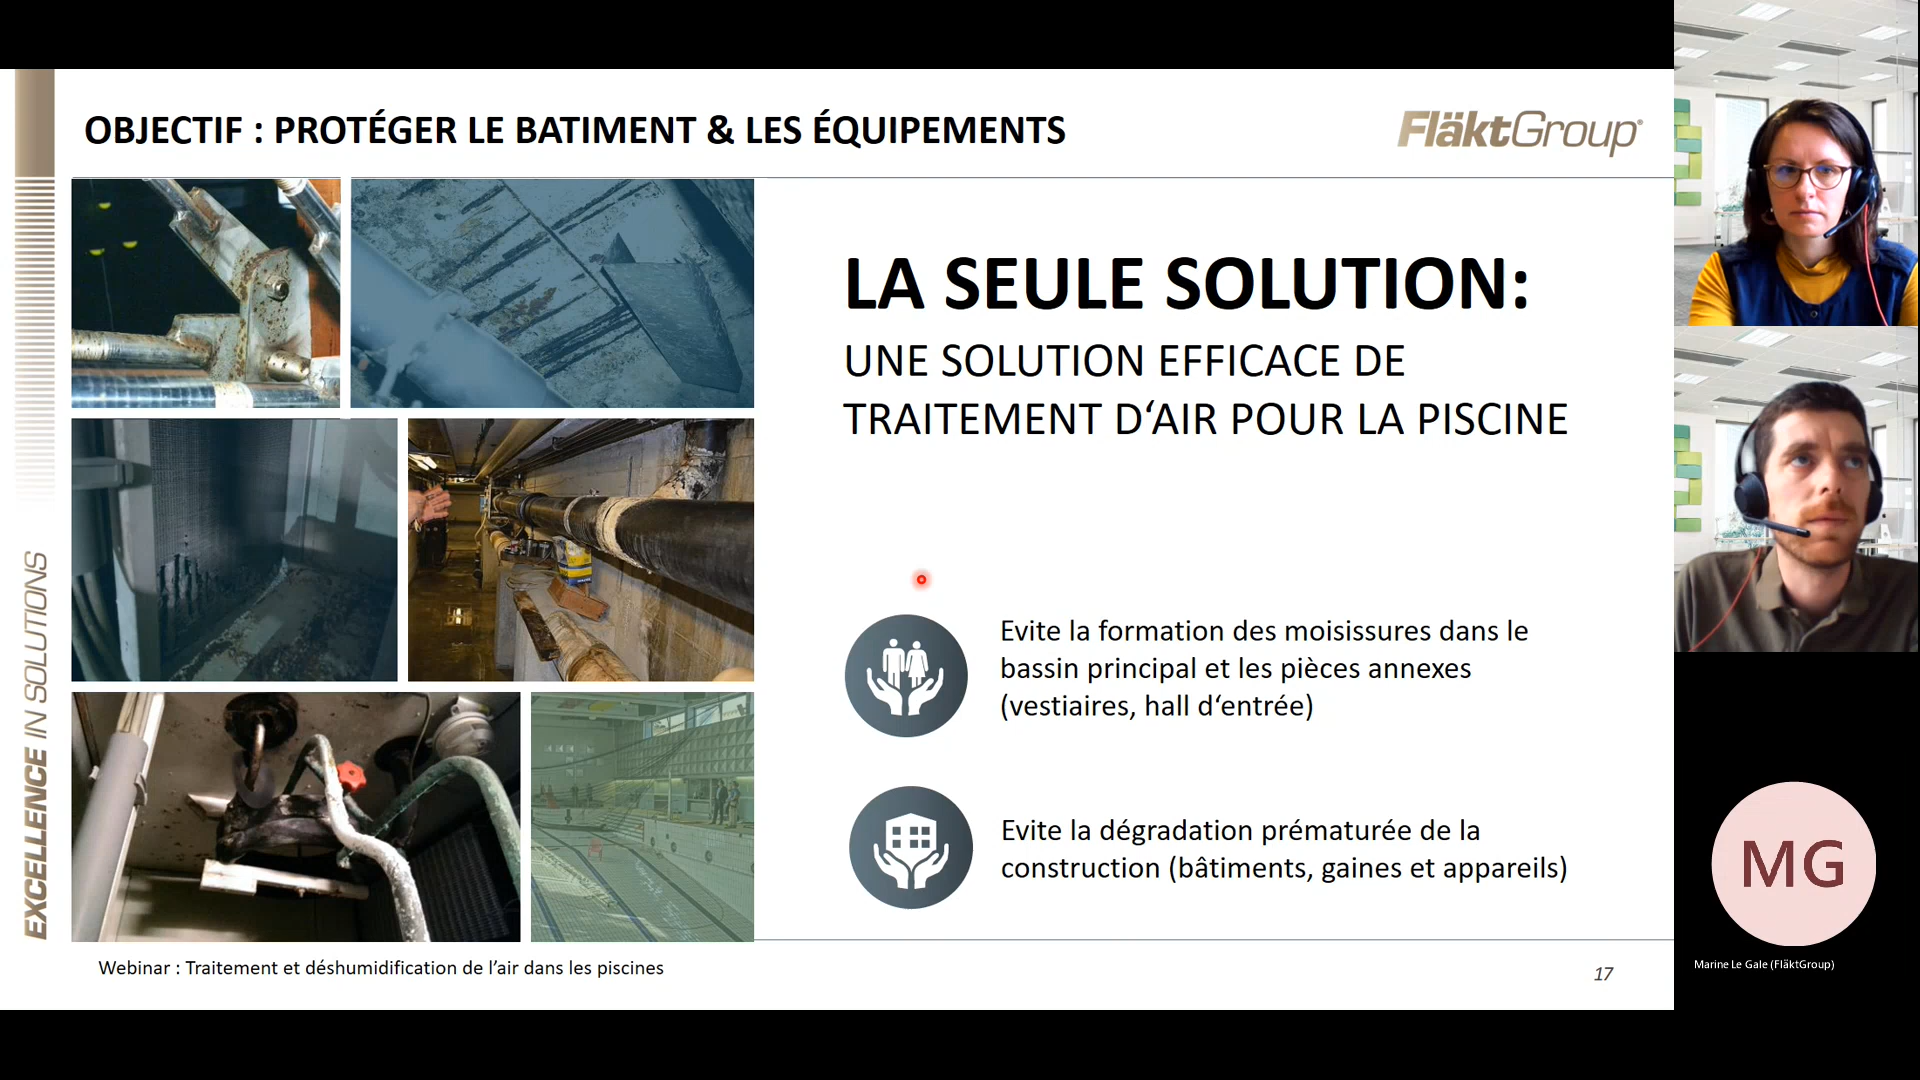 OBJECTIF : PROTÉGER LE BATIMENT & LES ÉQUIPEMENTS
FläktGroup®
LA SEULE SOLUTION:
UNE SOLUTION EFFICACE DE
TRAITEMENT D‘AIR POUR LA PISCINE
Evite la formation des moisissures dans le
bassin principal et les pièces annexes
(vestiaires, hall d‘entrée)
Evite la dégradation prématurée de la
construction (bâtiments, gaines et appareils)
EXCELLENCE IN SOLUTIONS
Webinar : Traitement et déshumidification de l’air dans les piscines
17
MG
Marine Le Gale (FläktGroup)